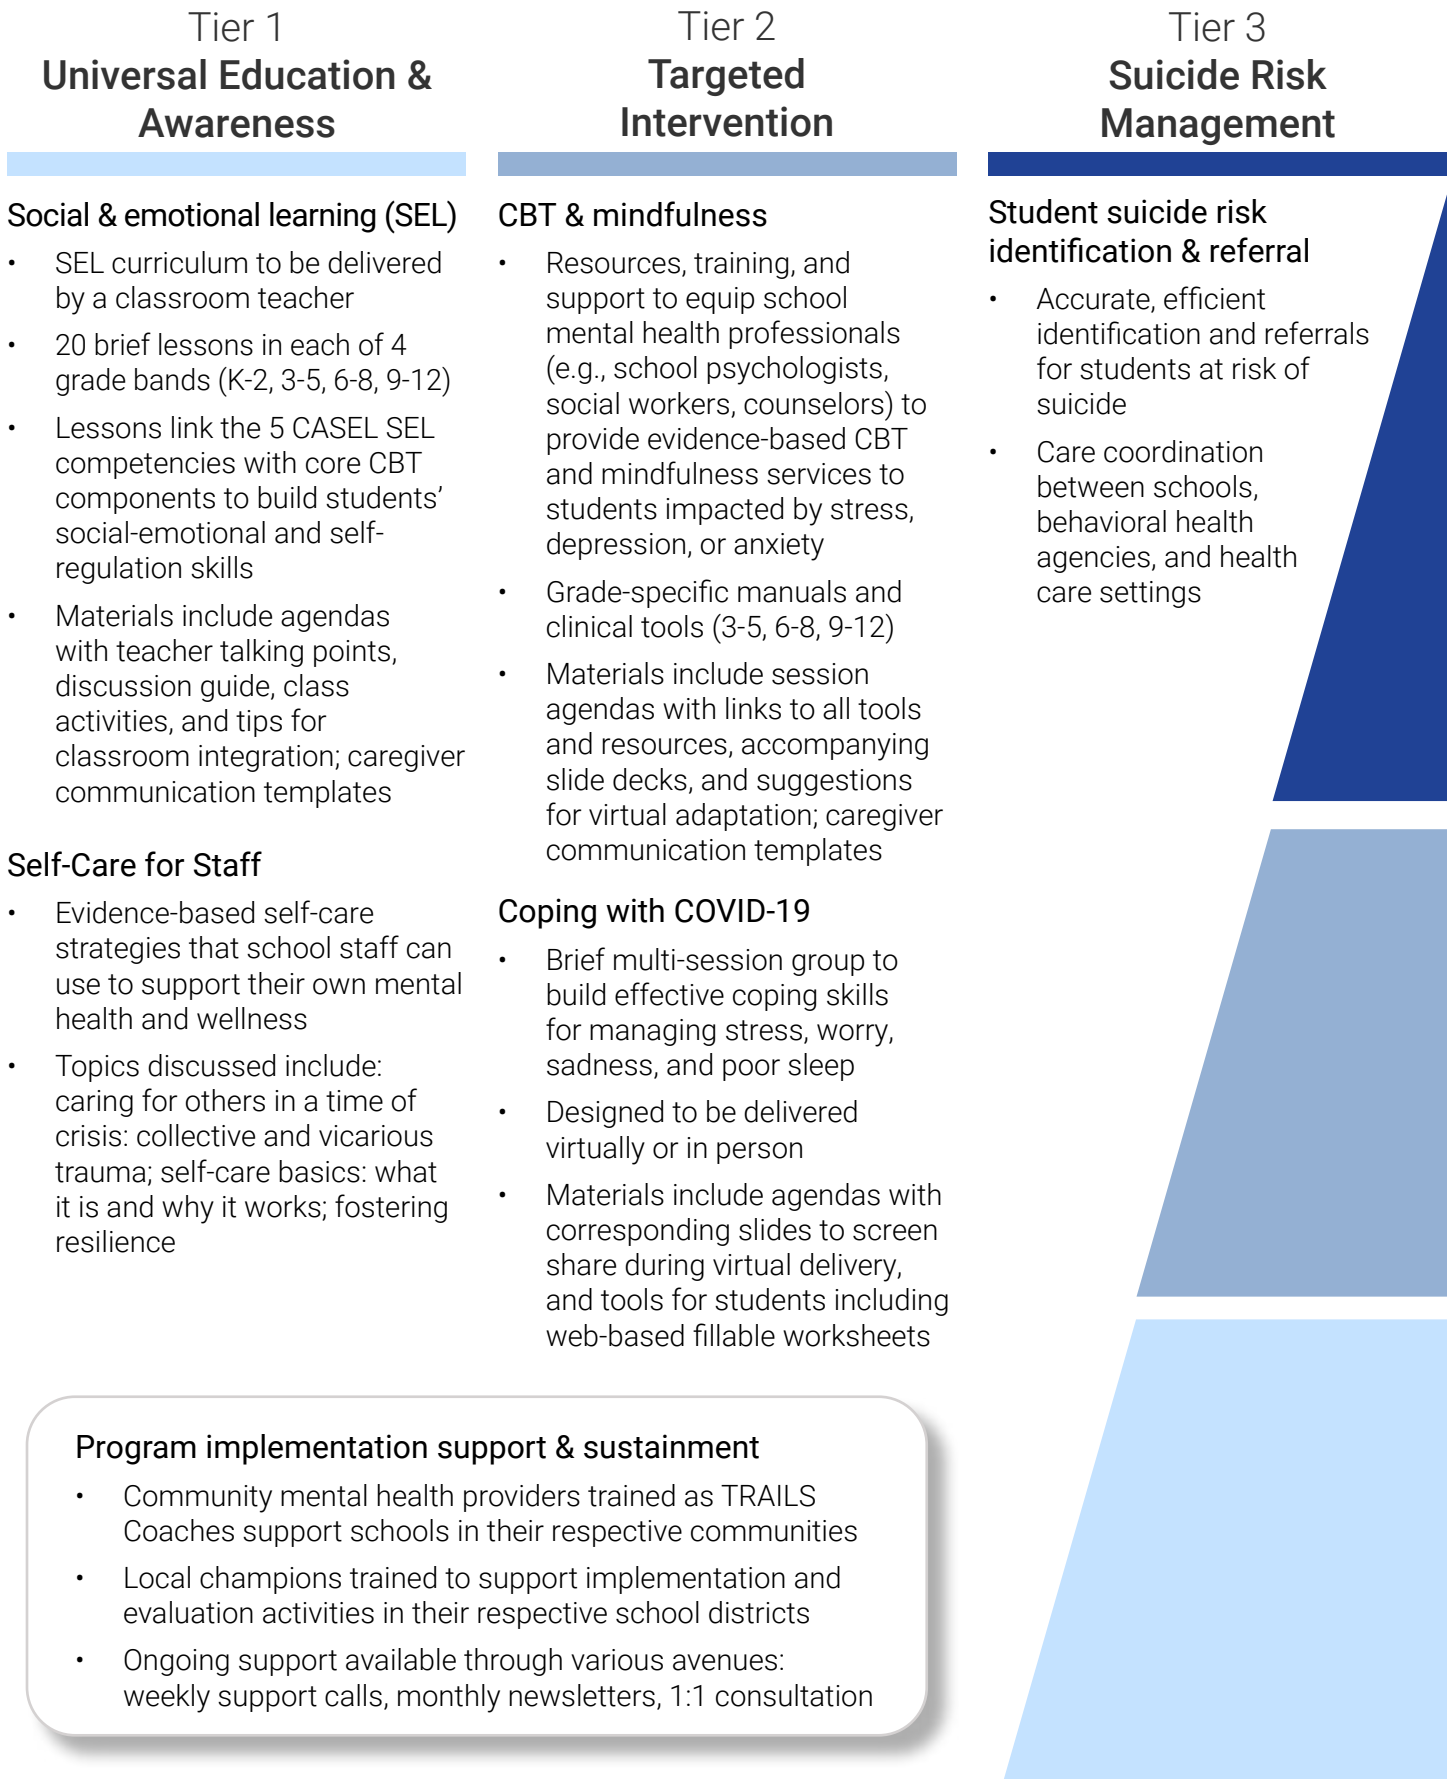 Tier 1
Universal Education &
Awareness
Social & emotional learning (SEL)
• SEL curriculum to be delivered
by a classroom teacher
• 20 brief lessons in each of 4
grade bands (K-2, 3-5, 6-8, 9-12)
• Lessons link the 5 CASEL SEL
competencies with core CBT
components to build students’
social-emotional and self-
regulation skills
• Materials include agendas
with teacher talking points,
discussion guide, class
activities, and tips for
classroom integration; caregiver
communication templates
Self-Care for Staff
• Evidence-based self-care
strategies that school staff can
use to support their own mental
health and wellness
• Topics discussed include:
caring for others in a time of
crisis: collective and vicarious
trauma; self-care basics: what
it is and why it works; fostering
resilience
Tier 2
Targeted
Intervention
CBT & mindfulness
• Resources, training, and
support to equip school
mental health professionals
(e.g., school psychologists,
social workers, counselors) to
provide evidence-based CBT
and mindfulness services to
students impacted by stress,
depression, or anxiety
• Grade-specific manuals and
clinical tools (3-5, 6-8, 9-12)
• Materials include session
agendas with links to all tools
and resources, accompanying
slide decks, and suggestions
for virtual adaptation; caregiver
communication templates
Coping with COVID-19
• Brief multi-session group to
build effective coping skills
for managing stress, worry,
sadness, and poor sleep
• Designed to be delivered
virtually or in person
• Materials include agendas with
corresponding slides to screen
share during virtual delivery,
and tools for students including
web-based fillable worksheets
Tier 3
Suicide Risk
Management
Student suicide risk
identification & referral
• Accurate, efficient
identification and referrals
for students at risk of
suicide
• Care coordination
between schools,
behavioral health
agencies, and health
care settings
Program implementation support & sustainment
• Community mental health providers trained as TRAILS
Coaches support schools in their respective communities
• Local champions trained to support implementation and
evaluation activities in their respective school districts
• Ongoing support available through various avenues:
weekly support calls, monthly newsletters, 1:1 consultation